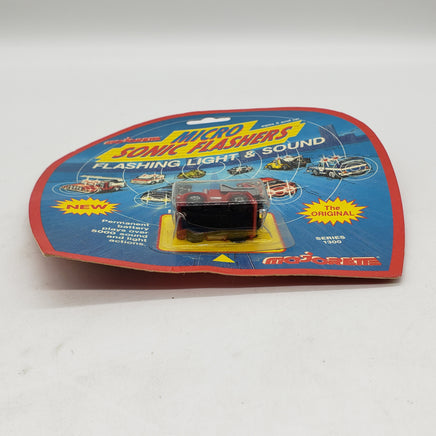 MICRO
SONIC FLASHERS
FLASHING LIGHT & SOUND
NEW
Permanent
battery
plays over
5000 sound
and light
actions.
The
ORIGINAL
SERIES
1300
majorette